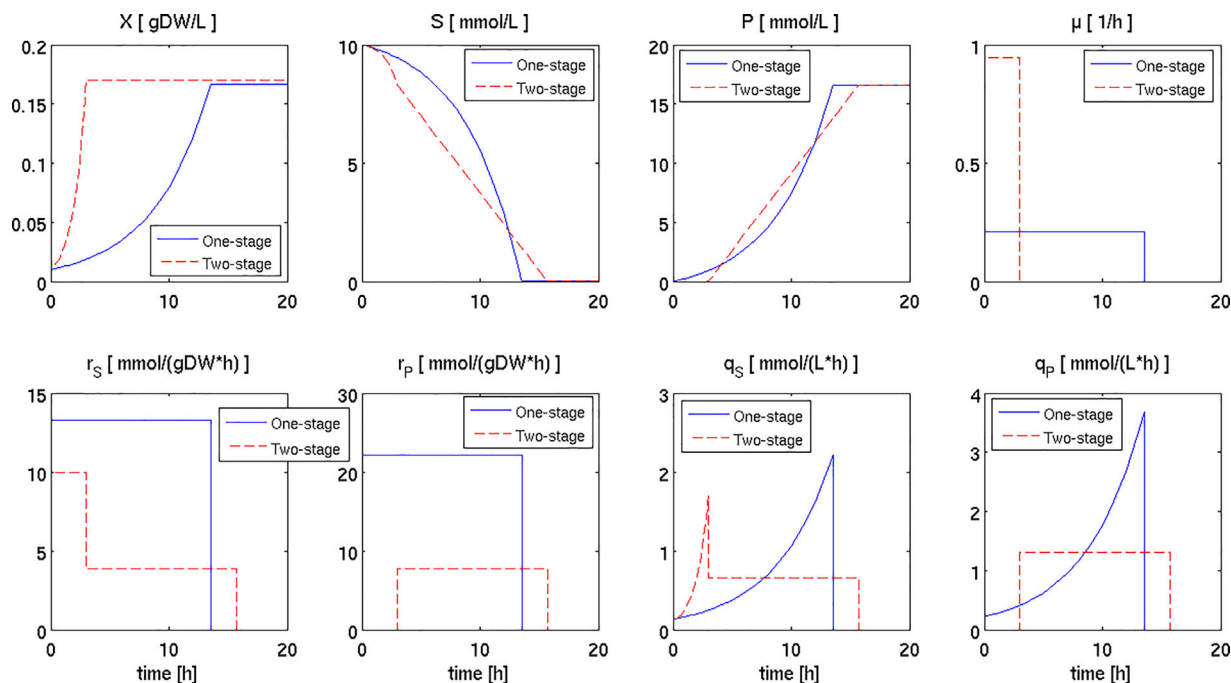 X [ gDW/L ]
S [ mmol/L ]
P [ mmol/L ]
μ [ 1/h ]
0.2
0.15
0.1
0.05
0
0
10
20
One-stage
Two-stage
10
8
6
4
2
0
0
10
20
One-stage
Two-stage
20
15
10
5
0
0
10
20
One-stage
Two-stage
1
0.5
0
0
10
20
One-stage
Two-stage
r_S [ mmol/(gDW*h) ]
r_P [ mmol/(gDW*h) ]
q_S [ mmol/(L*h) ]
q_P [ mmol/(L*h) ]
15
10
5
0
0
10
20
time [h]
One-stage
Two-stage
30
20
10
0
0
10
20
time [h]
One-stage
Two-stage
3
2
1
0
0
10
20
time [h]
One-stage
Two-stage
4
3
2
1
0
0
10
20
time [h]
One-stage
Two-stage